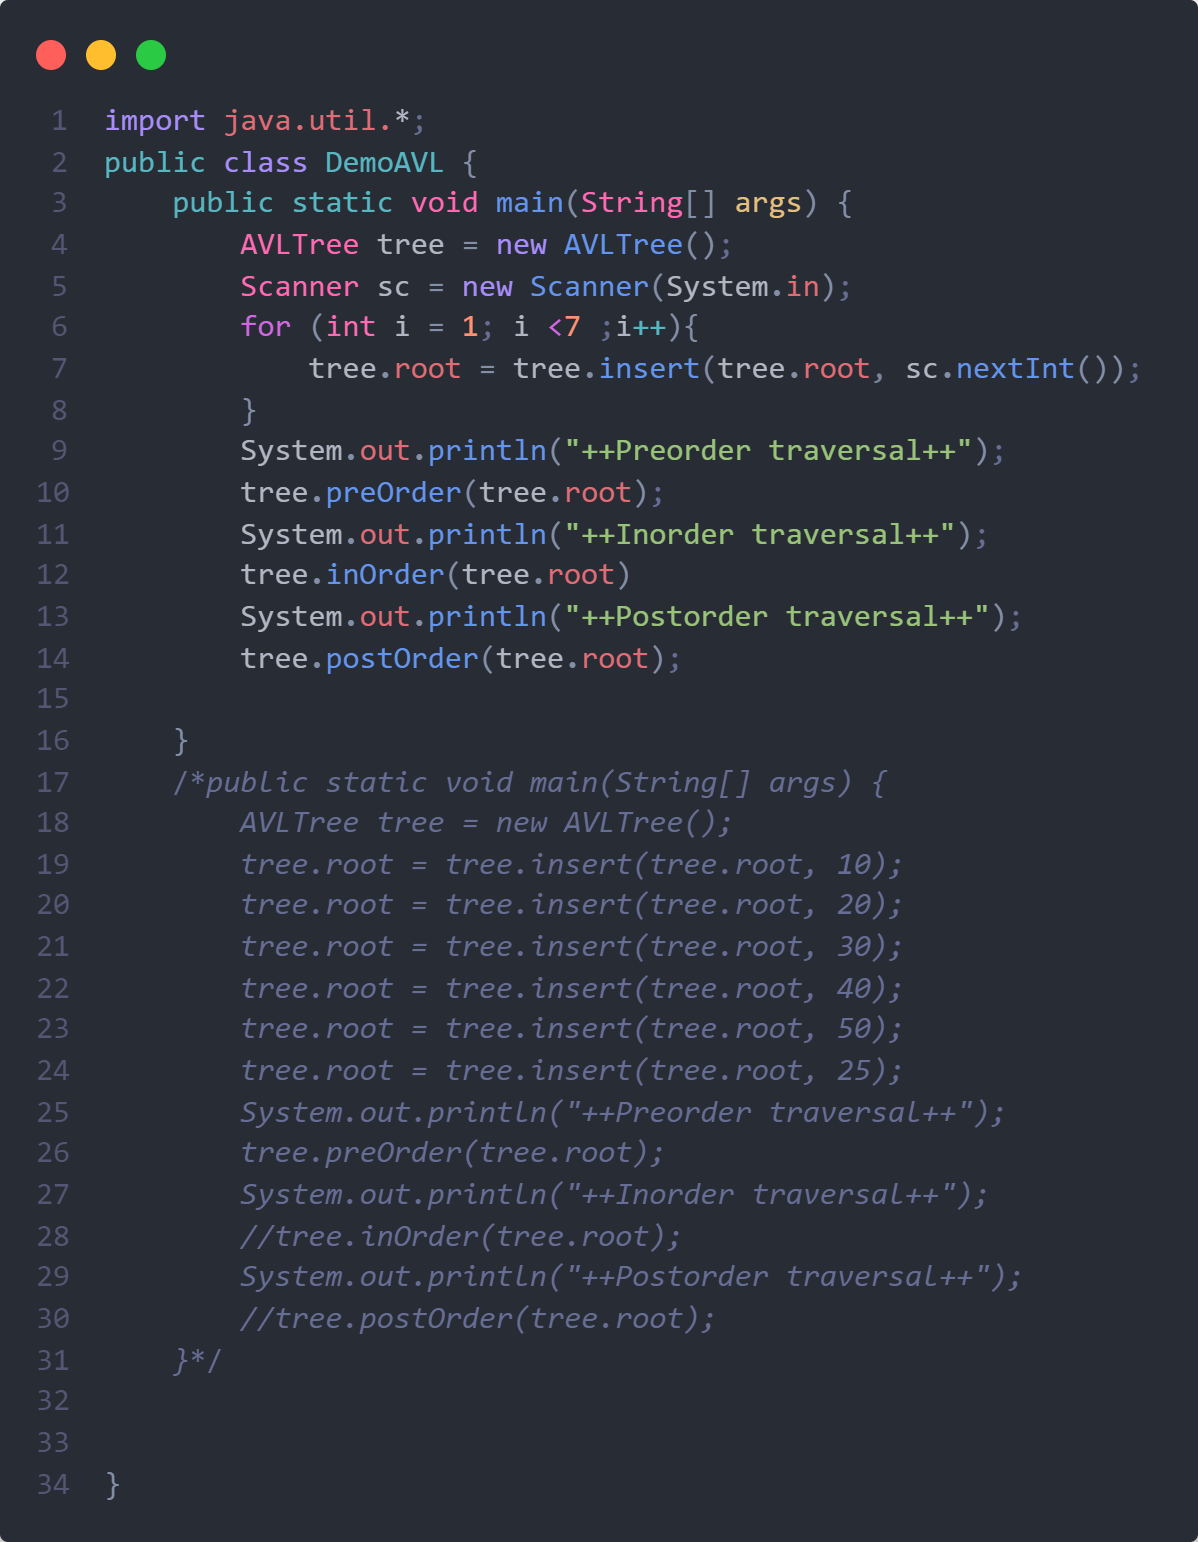 1 import java.util.*;
2 public class DemoAVL {
3     public static void main(String[] args) {
4         AVLTree tree = new AVLTree();
5         Scanner sc = new Scanner(System.in);
6         for (int i = 1; i <7 ;i++){
7             tree.root = tree.insert(tree.root, sc.nextInt());
8         }
9         System.out.println("++Preorder traversal++");
10         tree.preOrder(tree.root);
11         System.out.println("++Inorder traversal++");
12         tree.inOrder(tree.root)
13         System.out.println("++Postorder traversal++");
14         tree.postOrder(tree.root);
15
16     }
17     /*public static void main(String[] args) {
18         AVLTree tree = new AVLTree();
19         tree.root = tree.insert(tree.root, 10);
20         tree.root = tree.insert(tree.root, 20);
21         tree.root = tree.insert(tree.root, 30);
22         tree.root = tree.insert(tree.root, 40);
23         tree.root = tree.insert(tree.root, 50);
24         tree.root = tree.insert(tree.root, 25);
25         System.out.println("++Preorder traversal++");
26         tree.preOrder(tree.root);
27         System.out.println("++Inorder traversal++");
28         //tree.inOrder(tree.root);
29         System.out.println("++Postorder traversal++");
30         //tree.postOrder(tree.root);
31     }*/
32
33
34 }